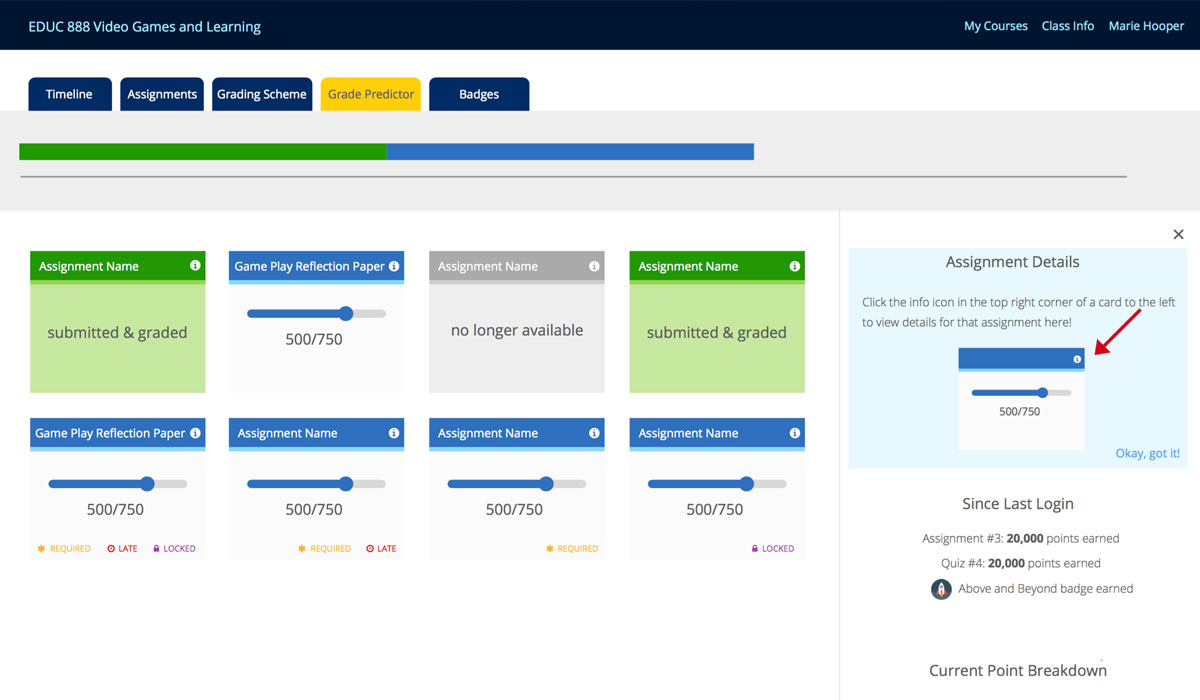 EDUC 888 Video Games and Learning
My Courses Class Info Marie Hooper
Timeline Assignments Grading Scheme Grade Predictor Badges
Assignment Name
submitted & graded
Game Play Reflection Paper
500/750
Assignment Name
no longer available
Assignment Name
submitted & graded
Game Play Reflection Paper
500/750
REQUIRED LATE LOCKED
Assignment Name
500/750
REQUIRED LATE
Assignment Name
500/750
REQUIRED
Assignment Name
500/750
LOCKED
Assignment Details
Click the info icon in the top right corner of a card to the left
to view details for that assignment here!
500/750
Okay, got it!
Since Last Login
Assignment #3: 20,000 points earned
Quiz #4: 20,000 points earned
Above and Beyond badge earned
Current Point Breakdown